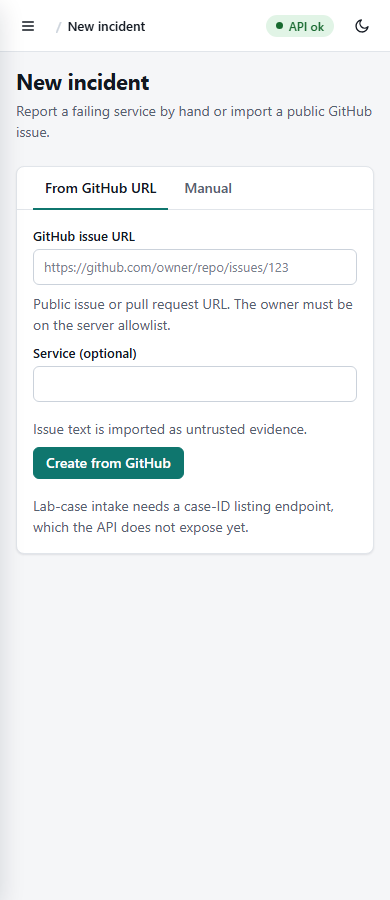 / New incident
API ok
New incident
Report a failing service by hand or import a public GitHub
issue.
From GitHub URL
Manual
GitHub issue URL
https://github.com/owner/repo/issues/123
Public issue or pull request URL. The owner must be
on the server allowlist.
Service (optional)
Issue text is imported as untrusted evidence.
Create from GitHub
Lab-case intake needs a case-ID listing endpoint,
which the API does not expose yet.